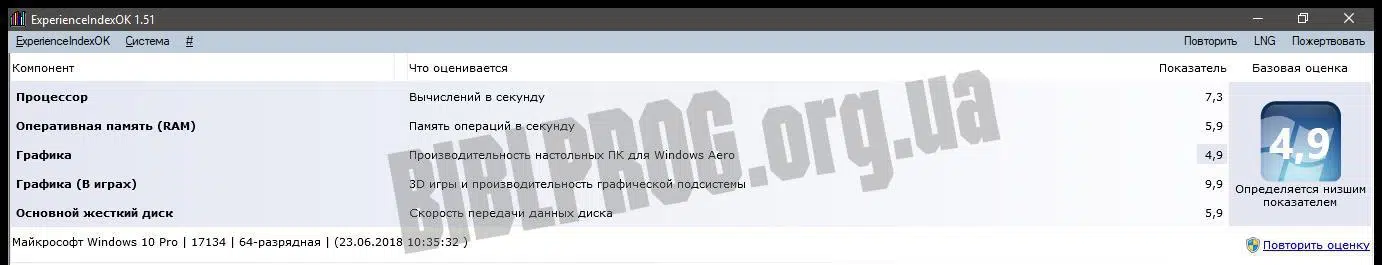 ExperienceIndexOK 1.51
ExperienceIndexOK Система # Повторить LNG Пожертвовать
Компонент Что оценивается Показатель Базовая оценка
Процессор Вычислений в секунду 7,3
Оперативная память (RAM) Память операций в секунду 5,9
Графика Производительность настольных ПК для Windows Aero 4,9
Графика (В играх) 3D игры и производительность графической подсистемы 9,9
Основной жесткий диск Скорость передачи данных диска 5,9
4,9
Определяется низшим
показателем
Майкрософт Windows 10 Pro | 17134 | 64-разрядная | (23.06.2018 10:35:32 )
Повторить оценку
BIBLPROG.org.ua